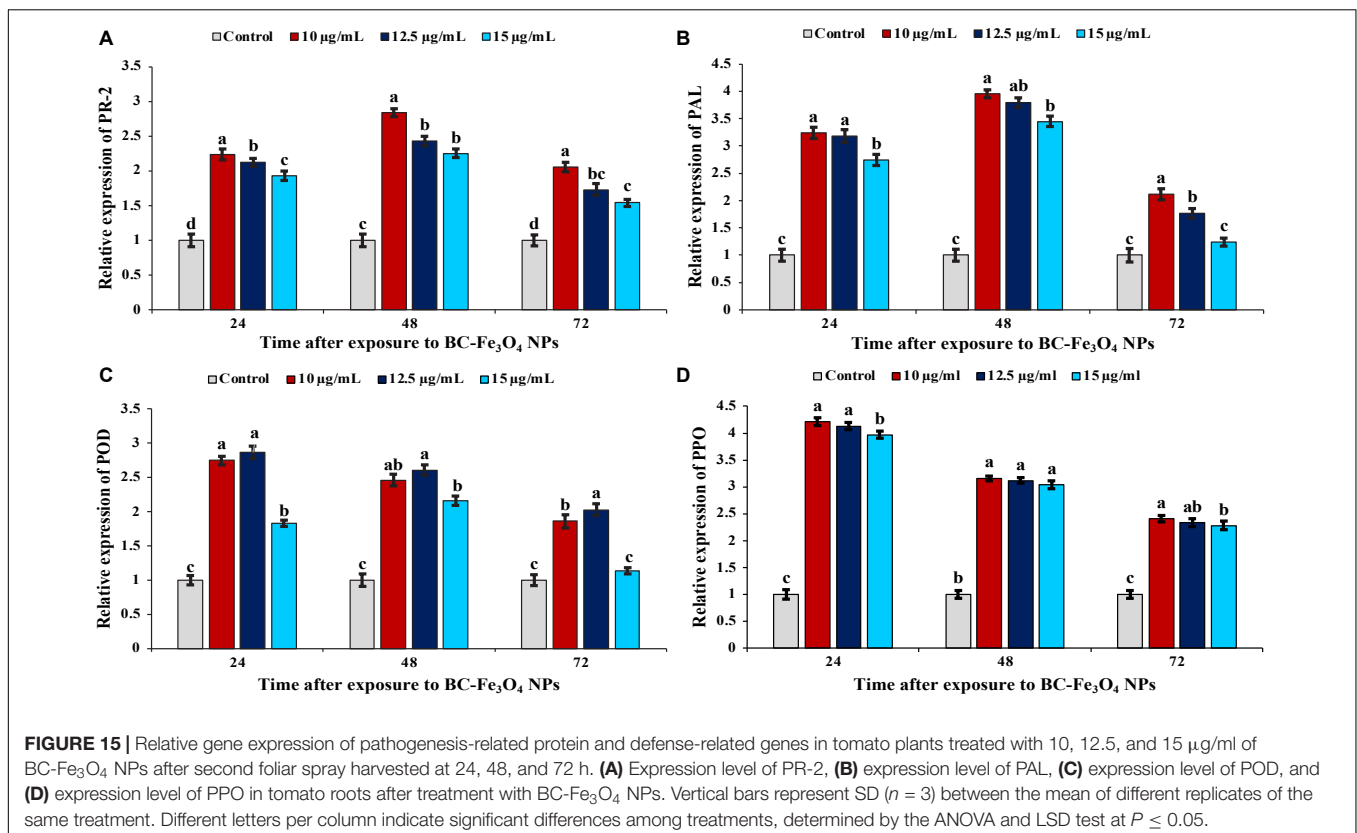 A
Control 10 µg/mL 12.5 µg/mL 15 µg/mL
Relative expression of PR-2
3.5
3
2.5
2
1.5
1
0.5
0
d a b c
c a b b
d a bc c
24 48 72
Time after exposure to BC-Fe₃O₄ NPs
B
Control 10 µg/mL 12.5 µg/mL 15 µg/mL
Relative expression of PAL
4.5
4
3.5
3
2.5
2
1.5
1
0.5
0
c a a b
c a ab b
c a b c
24 48 72
Time after exposure to BC-Fe₃O₄ NPs
C
Control 10 µg/mL 12.5 µg/mL 15 µg/mL
Relative expression of POD
3.5
3
2.5
2
1.5
1
0.5
0
c a a b
c ab a b
c b a c
24 48 72
Time after exposure to BC-Fe₃O₄ NPs
D
Control 10 µg/ml 12.5 µg/ml 15 µg/ml
Relative expression of PPO
4.5
4
3.5
3
2.5
2
1.5
1
0.5
0
c a a b
b a a a
c a ab b
24 48 72
Time after exposure to BC-Fe₃O₄ NPs
FIGURE 15 | Relative gene expression of pathogenesis-related protein and defense-related genes in tomato plants treated with 10, 12.5, and 15 µg/ml of
BC-Fe₃O₄ NPs after second foliar spray harvested at 24, 48, and 72 h. (A) Expression level of PR-2, (B) expression level of PAL, (C) expression level of POD, and
(D) expression level of PPO in tomato roots after treatment with BC-Fe₃O₄ NPs. Vertical bars represent SD (n = 3) between the mean of different replicates of the
same treatment. Different letters per column indicate significant differences among treatments, determined by the ANOVA and LSD test at P ≤ 0.05.